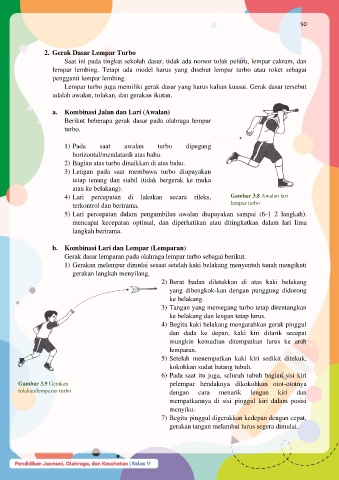 50
2. Gerak Dasar Lempar Turbo
Saat ini pada tingkat sekolah dasar, tidak ada nomor tolak peluru, lempar cakram, dan
lempar lembing. Tetapi ada model baru yang disebut lempar turbo atau roket sebagai
pengganti lempar lembing.
Lempar turbo juga memiliki gerak dasar yang harus kalian kuasai. Gerak dasar tersebut
adalah awalan, tolakan, dan gerakan ikutan.
a. Kombinasi Jalan dan Lari (Awalan)
Berikut beberapa gerak dasar pada olahraga lempar
turbo.
1) Pada saat awalan turbo dipegang
horizontal/mendatardi atas bahu.
2) Bagian atas turbo dinaikkan di atas bahu.
3) Lengan pada saat membawa turbo diupayakan
tetap tenang dan stabil (tidak bergerak ke muka
atau ke belakang).
4) Lari percepatan di lakukan secara rileks,
terkontrol dan berirama.
Gambar 3.8 Awalan lari
lempar turbo
5) Lari percepatan dalam pengambilan awalan diupayakan sampai (6-1 2 langkah).
mencapai kecepatan optimal, dan diperhatikan atau ditingkatkan dalam lari lima
langkah berirama.
b. Kombinasi Lari dan Lempar (Lemparan)
Gerak dasar lemparan pada olahraga lempar turbo sebagai berikut.
1) Gerakan melempar dimulai sesaat setelah kaki belakang menyentuh tanah mengikuti
gerakan langkah menyilang.
2) Berat badan diletakkan di atas kaki belakang
yang dibengkok-kan dengan punggung didorong
ke belakang.
3) Tangan yang memegang turbo tetap direntangkan
ke belakang dan lengan tetap lurus.
4) Begitu kaki belakang mengarahkan gerak pinggul
dan dada ke depan, kaki kiri ditarik secepat
mungkin kemudian ditempatkan lurus ke arah
lemparan.
5) Setelah menempatkan kaki kiri sedikit ditekuk,
kokohkan sudut batang tubuh.
6) Pada saat itu juga, seluruh tubuh bagian sisi kiri
pelempar hendaknya dikokohkan otot-ototnya
dengan cara menarik lengan kiri dan
menempatkannya di sisi pinggul kiri dalam posisi
menyiku.
7) Begitu pinggul digerakkan kedepan dengan cepat,
gerakan tangan melambai lurus segera dimulai.
Gambar 3.9 Gerakan
tolakan/lemparan turbo
Pendidikan Jasmani, Olahraga, dan Kesehatan | Kelas V